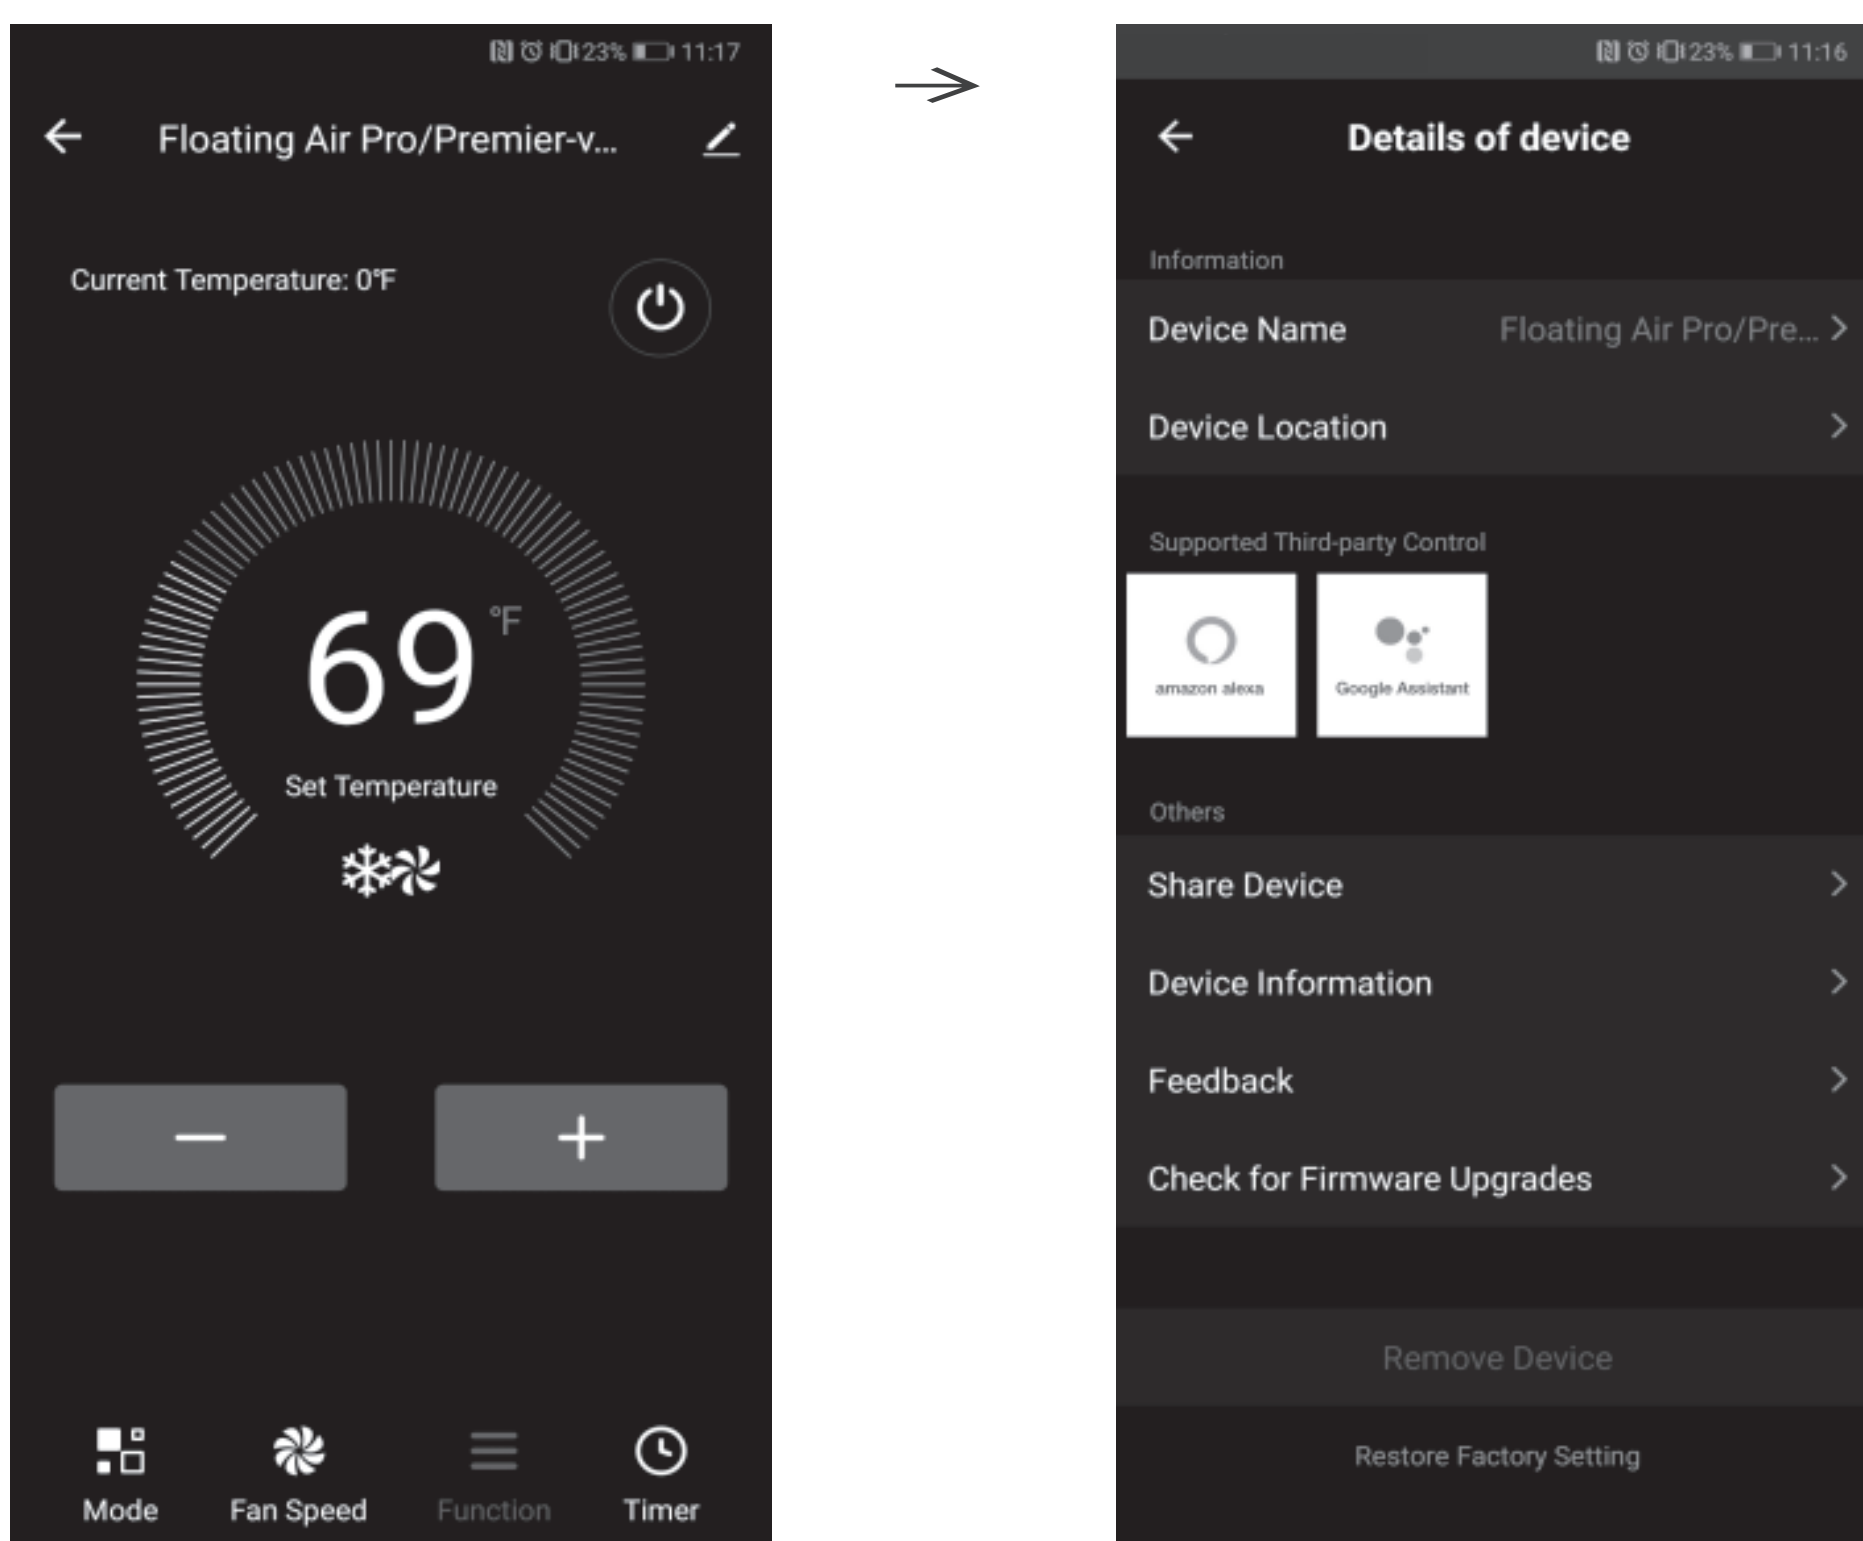 23% 11:17
Floating Air Pro/Premier-v...
Current Temperature: 0°F
69 °F
Set Temperature
Mode
Fan Speed
Function
Timer
23% 11:16
Details of device
Information
Device Name
Floating Air Pro/Pre...
Device Location
Supported Third-party Control
amazon alexa
Google Assistant
Others
Share Device
Device Information
Feedback
Check for Firmware Upgrades
Remove Device
Restore Factory Setting